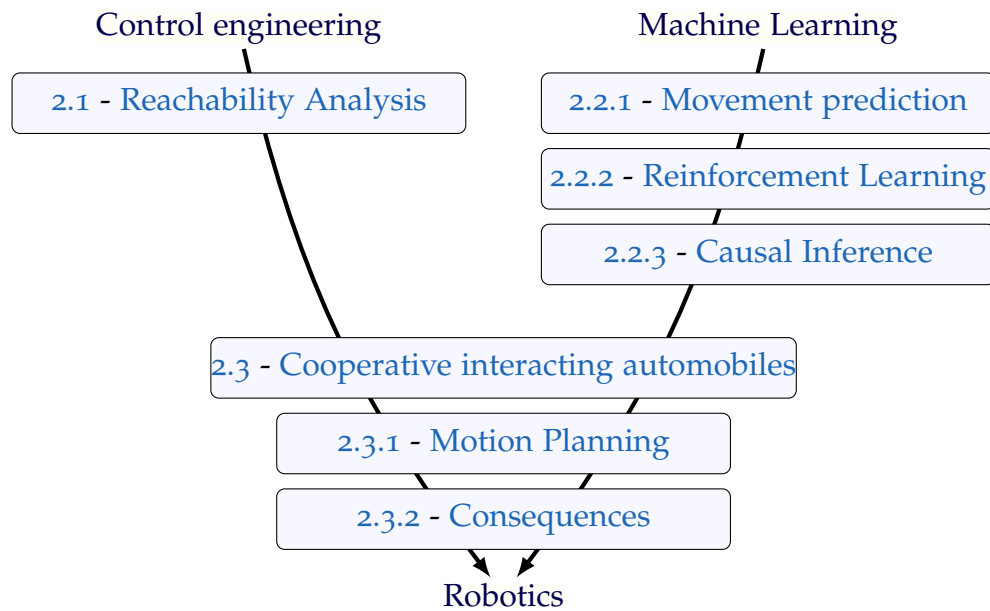 Control engineering
Machine Learning
2.1 - Reachability Analysis
2.2.1 - Movement prediction
2.2.2 - Reinforcement Learning
2.2.3 - Causal Inference
2.3 - Cooperative interacting automobiles
2.3.1 - Motion Planning
2.3.2 - Consequences
Robotics